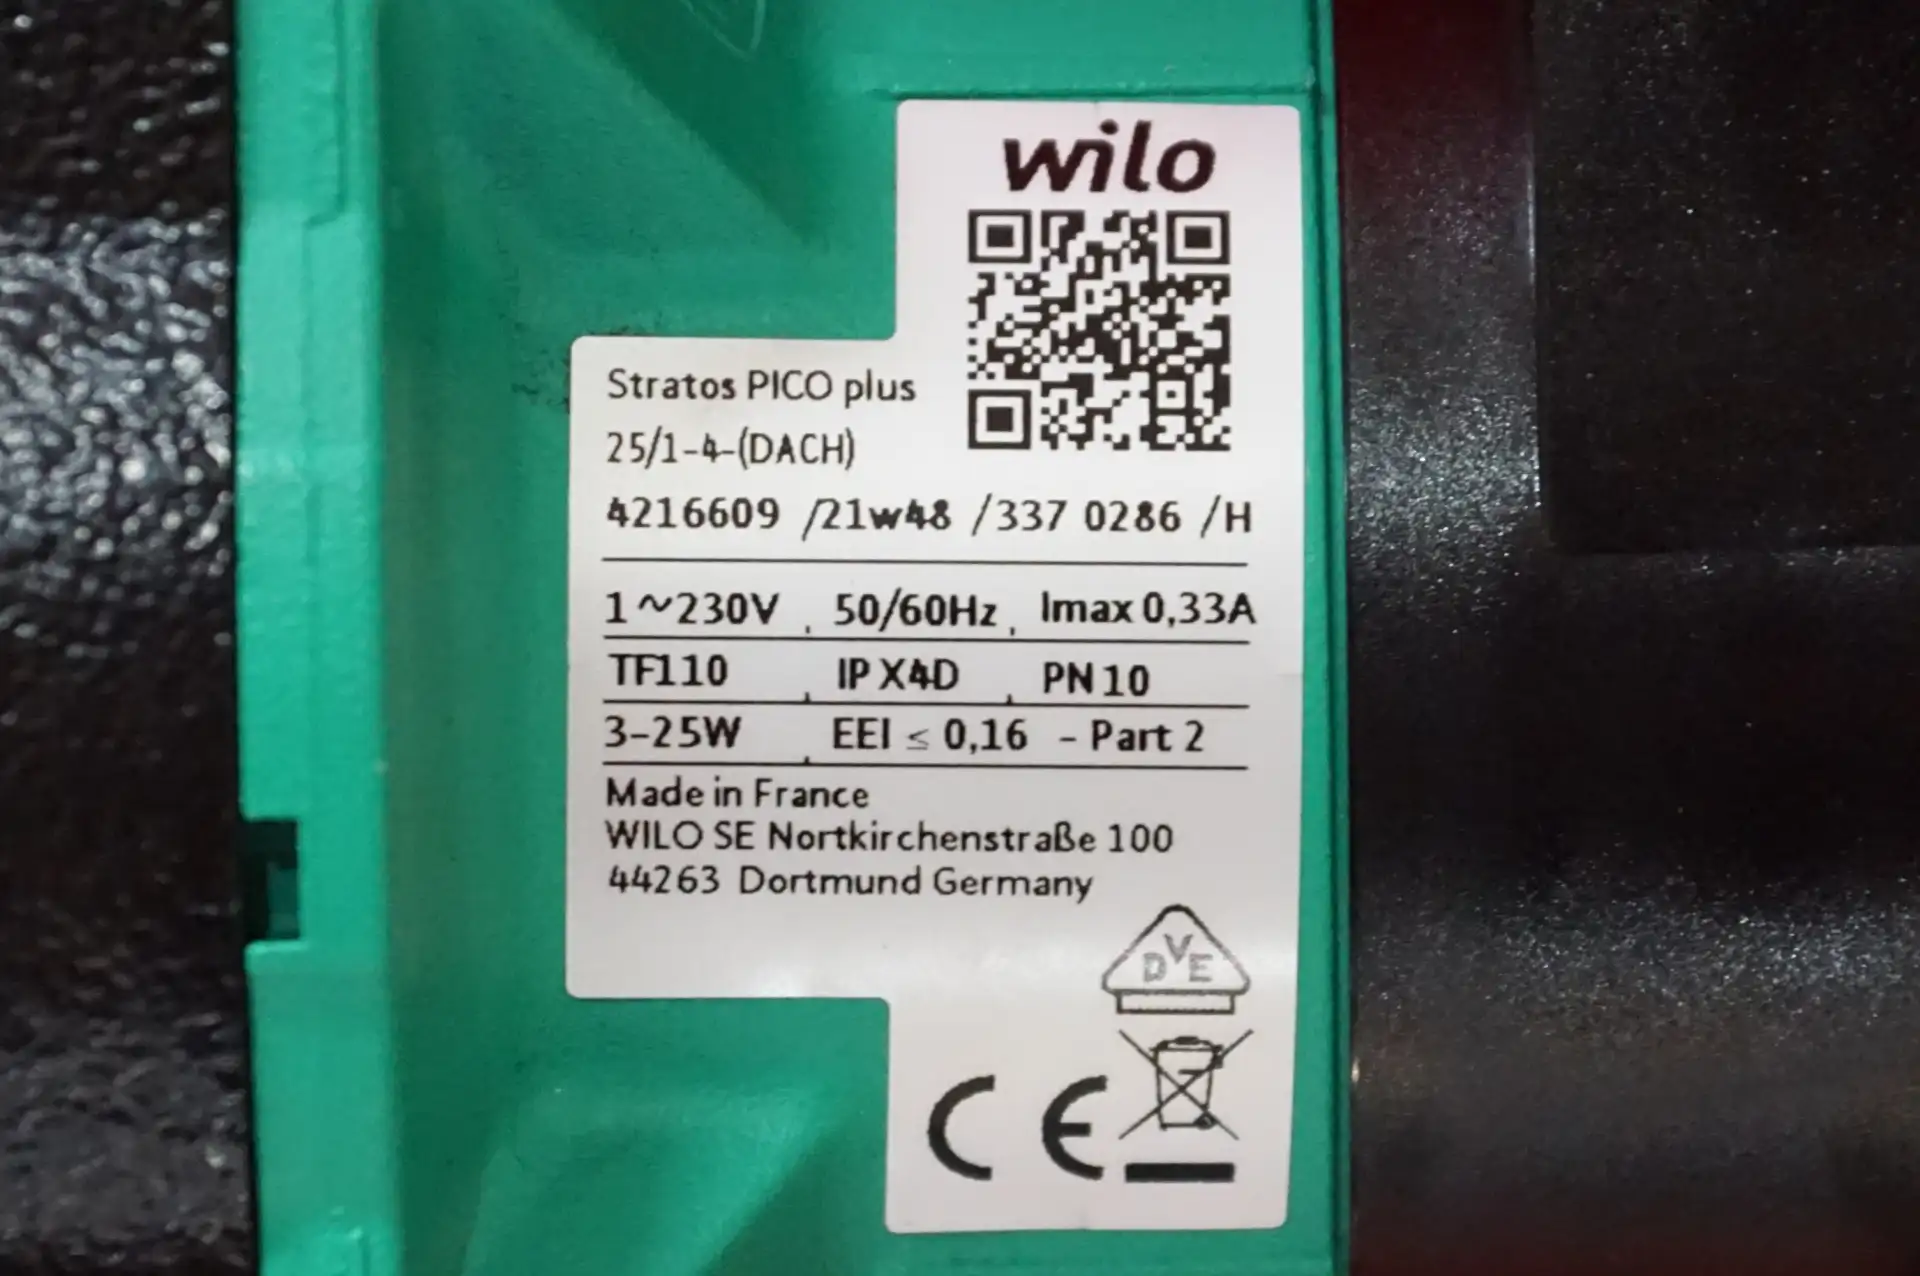 wilo
Stratos PICO plus
25/1-4-(DACH)
4216609 /21w48 /337 0286 /H
1~230V , 50/60Hz , Imax 0,33A
TF110 , IP X4D , PN 10
3-25W , EEI ≤ 0,16 - Part 2
Made in France
WILO SE Nortkirchenstraße 100
44263 Dortmund Germany
DVE
CE